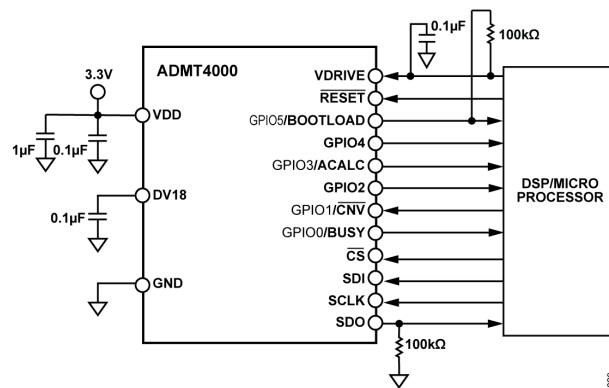 0.1µF
100kΩ
ADMT4000
3.3V
VDRIVE
RESET
VDD
GPIO5/BOOTLOAD
GPIO4
1µF
0.1µF
GPIO3/ACALC
GPIO2
DSP/MICRO
PROCESSOR
DV18
GPIO1/CNV
0.1µF
GPIO0/BUSY
CS
SDI
GND
SCLK
SDO
100kΩ